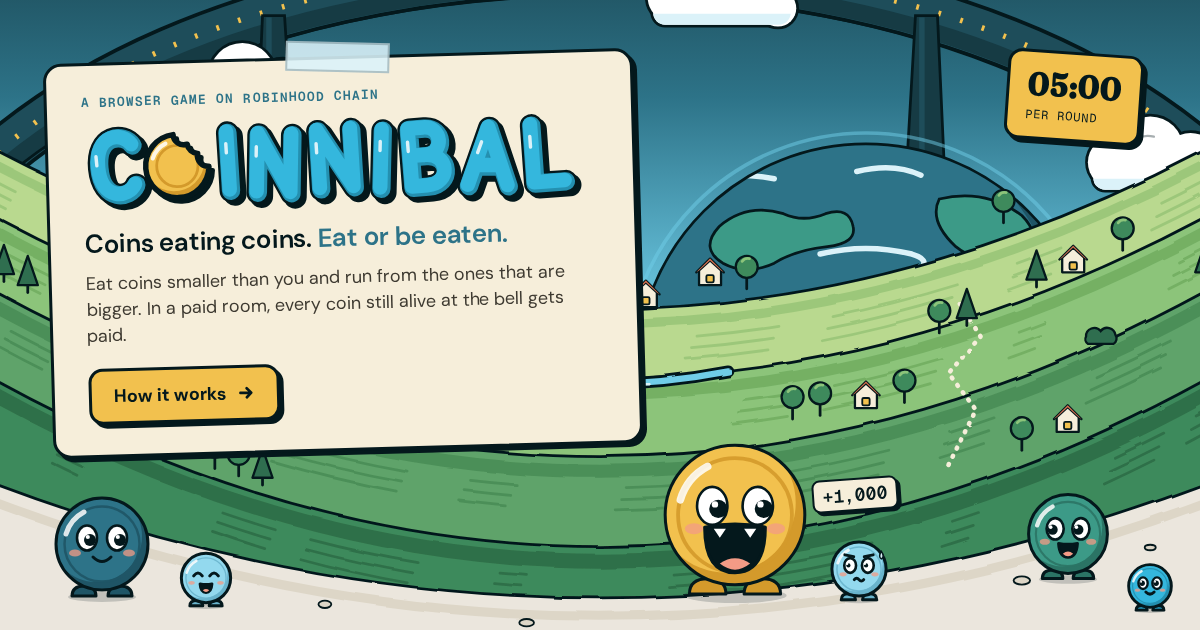 A BROWSER GAME ON ROBINHOOD CHAIN
COINNIBAL
Coins eating coins. Eat or be eaten.
Eat coins smaller than you and run from the ones that are
bigger. In a paid room, every coin still alive at the bell gets
paid.
How it works →
05:00
PER ROUND
+1,000